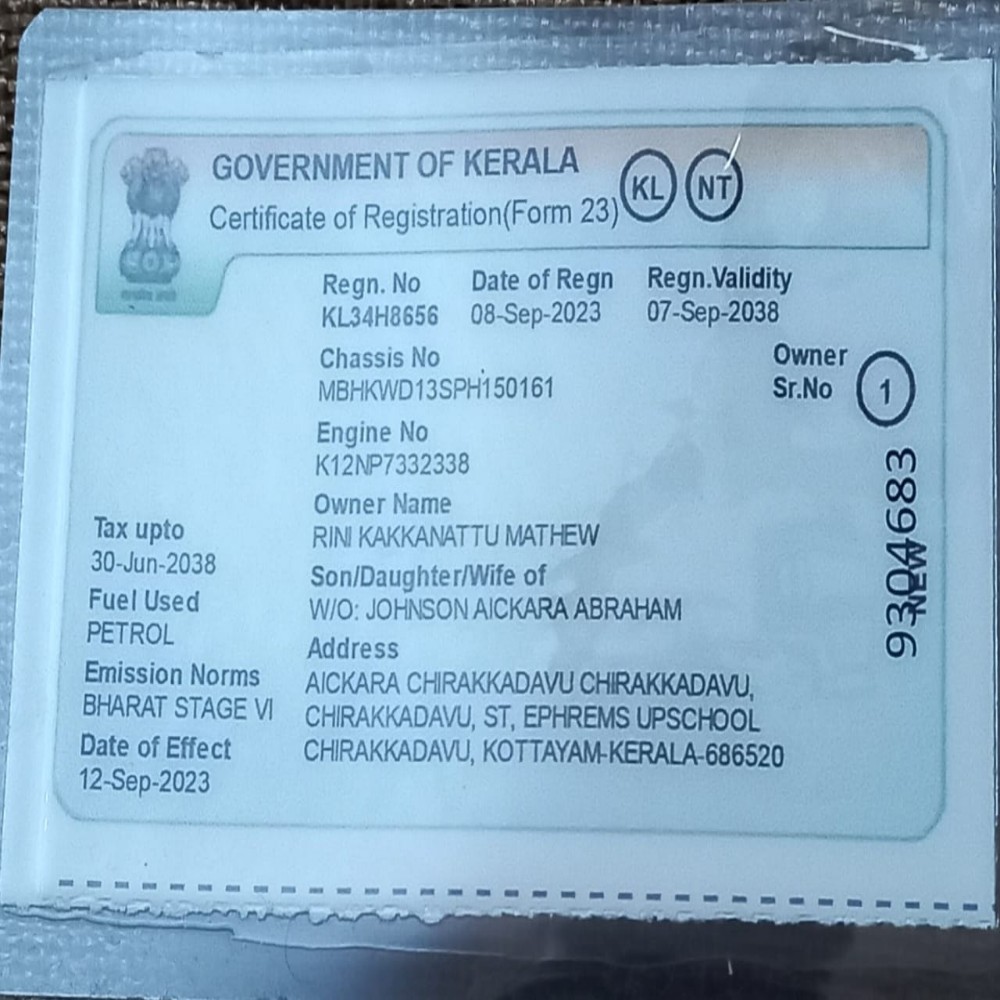 GOVERNMENT OF KERALA
Certificate of Registration(Form 23)
KL NT
Regn. No Date of Regn Regn.Validity
KL34H8656 08-Sep-2023 07-Sep-2038
Chassis No
MBHKWD13SPH150161
Owner
Sr.No 1
Engine No
K12NP7332338
Owner Name
RINI KAKKANATTU MATHEW
Son/Daughter/Wife of
W/O: JOHNSON AICKARA ABRAHAM
Address
AICKARA CHIRAKKADAVU CHIRAKKADAVU,
CHIRAKKADAVU, ST, EPHREMS UPSCHOOL
CHIRAKKADAVU, KOTTAYAM-KERALA-686520
Tax upto
30-Jun-2038
Fuel Used
PETROL
Emission Norms
BHARAT STAGE VI
Date of Effect
12-Sep-2023
9304683
NEW